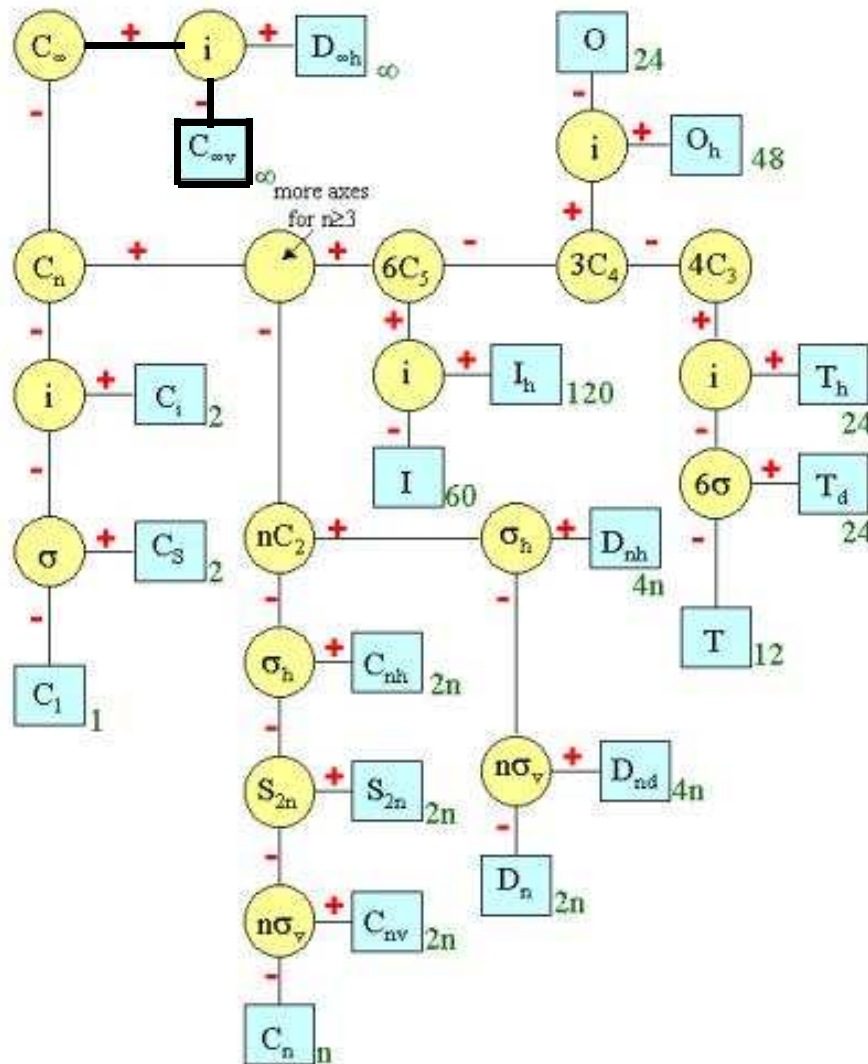 C∞ + i + D∞h ∞
- -
C∞v ∞
O 24
-
i + Oh 48
+
more axes
for n≥3
Cn + + 6C5 - 3C4 - 4C3
- - + +
i + Ci 2
i + Ih 120
i + Th 24
- - -
I 60
6σ + Td 24
-
T 12
σ + CS 2
-
C1 1
nC2 + σh + Dnh 4n
- -
σh + Cnh 2n
-
S2n + S2n 2n
nσv + Dnd 4n
- -
Dn 2n
nσv + Cnv 2n
-
Cn n